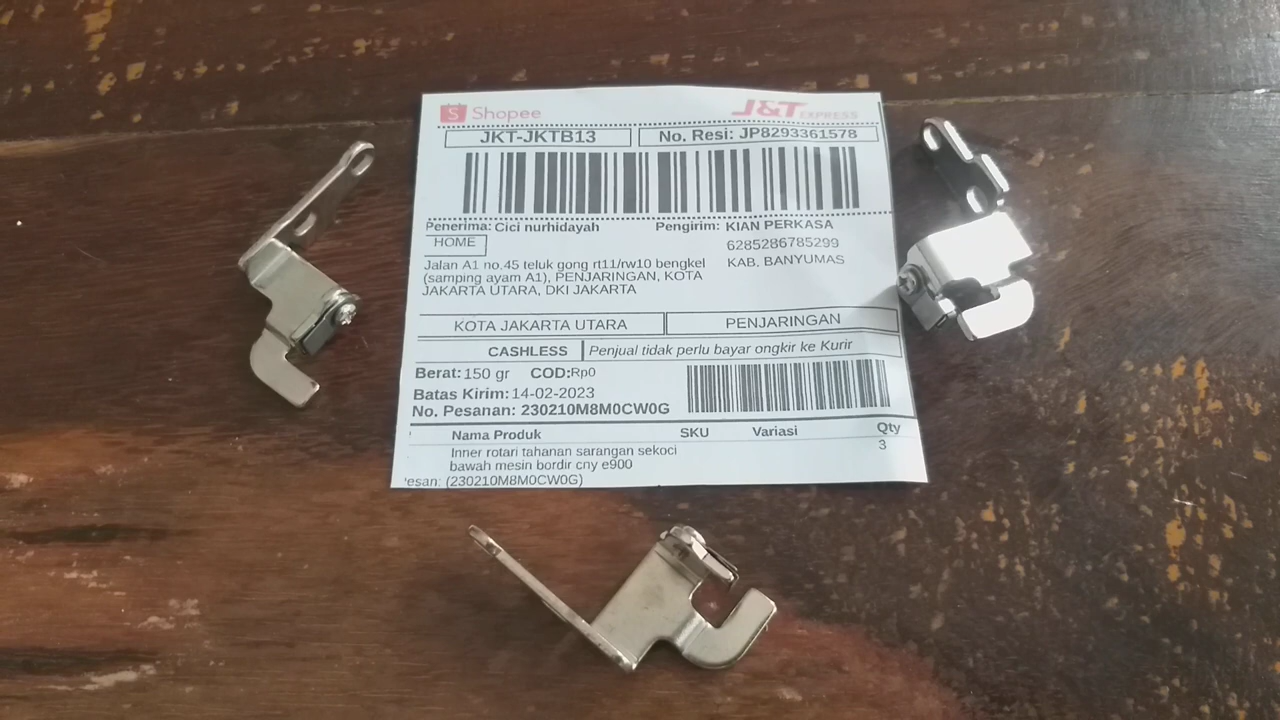 Shopee
J&T EXPRESS
JKT-JKTB13
No. Resi: JP8293361578
Penerima: Cici nurhidayah
Pengirim: KIAN PERKASA
HOME
6285286785299
Jalan A1 no.45 teluk gong rt11/rw10 bengkel
KAB. BANYUMAS
(samping ayam A1), PENJARINGAN, KOTA
JAKARTA UTARA, DKI JAKARTA
KOTA JAKARTA UTARA
PENJARINGAN
CASHLESS
Penjual tidak perlu bayar ongkir ke Kurir
Berat: 150 gr COD:Rp0
Batas Kirim: 14-02-2023
No. Pesanan: 230210M8M0CW0G
Nama Produk SKU Variasi Qty
Inner rotari tahanan sarangan sekoci 3
bawah mesin bordir cny e900
esan: (230210M8M0CW0G)